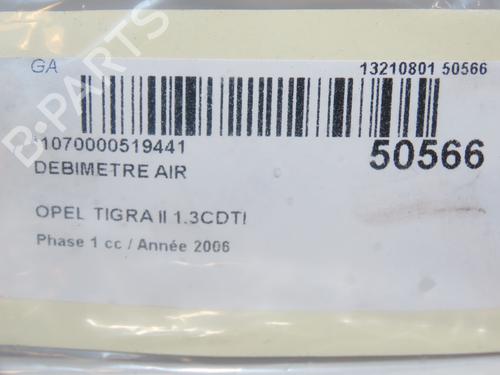 GA
13210801 50566
1070000519441
50566
DEBIMETRE AIR
OPEL TIGRA II 1.3CDTI
Phase 1 cc / Année 2006
B-PARTS